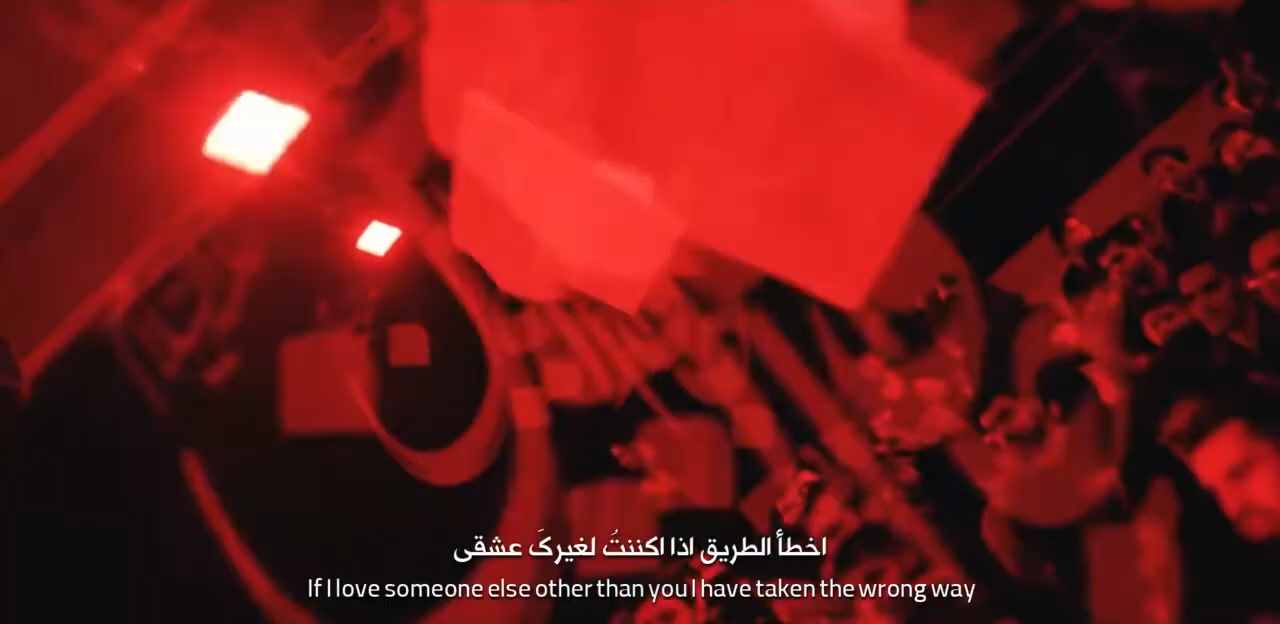 اخطأ الطريق اذا اكننتُ لغيركَ عشقى
If I love someone else other than you I have taken the wrong way